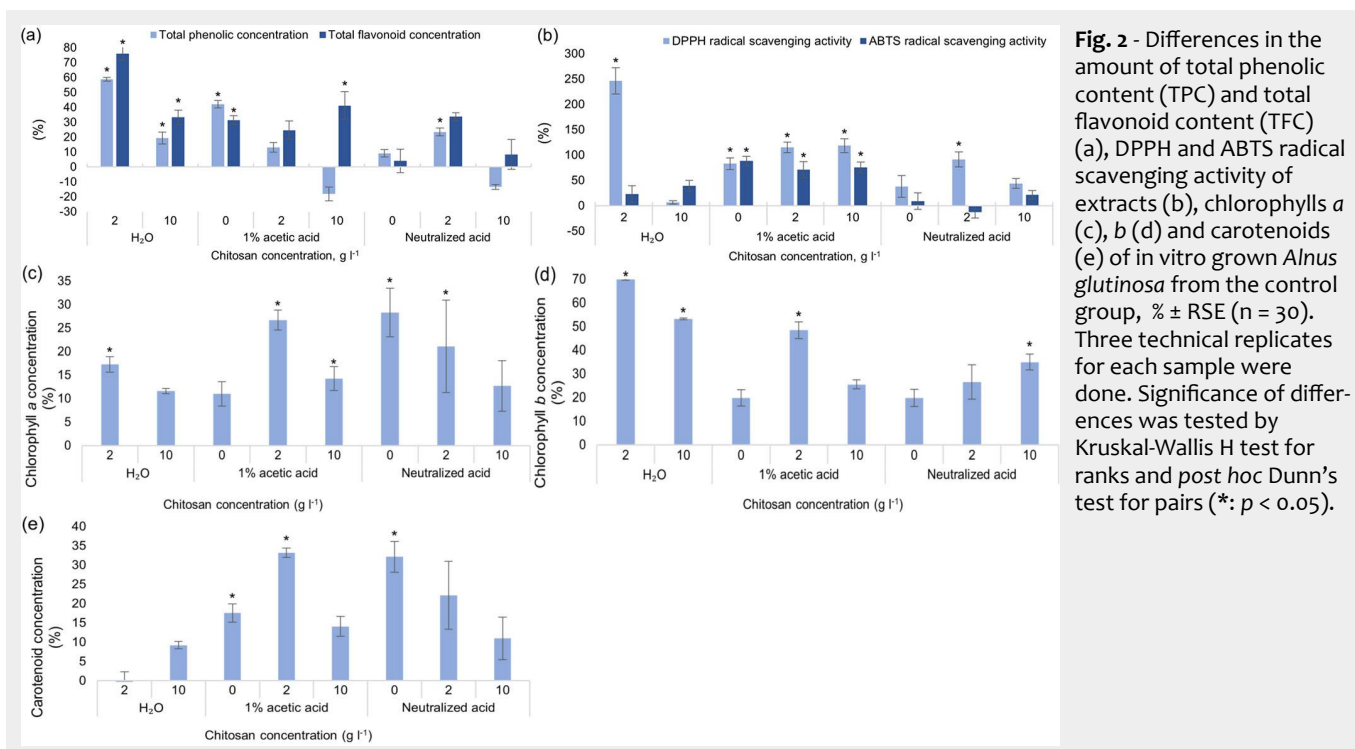 (a)
Total phenolic concentration
Total flavonoid concentration
80
70
60
50
40
30
20
10
0
-10
-20
-30
(%)
* * * * * * * *
2 10 0 2 10 0 2 10
H₂O 1% acetic acid Neutralized acid
Chitosan concentration, g l⁻¹
(b)
DPPH radical scavenging activity
ABTS radical scavenging activity
300
250
200
150
100
50
0
-50
(%)
* * * * * * * *
2 10 0 2 10 0 2 10
H₂O 1% acetic acid Neutralized acid
Chitosan concentration, g l⁻¹
(c)
Chlorophyll a concentration
(%)
35
30
25
20
15
10
5
0
* * * * *
2 10 0 2 10 0 2 10
H₂O 1% acetic acid Neutralized acid
Chitosan concentration (g l⁻¹)
(d)
Chlorophyll b concentration
(%)
70
60
50
40
30
20
10
0
* * * *
2 10 0 2 10 0 2 10
H₂O 1% acetic acid Neutralized acid
Chitosan concentration (g l⁻¹)
(e)
Carotenoid concentration
(%)
40
35
30
25
20
15
10
5
0
* * *
2 10 0 2 10 0 2 10
H₂O 1% acetic acid Neutralized acid
Chitosan concentration (g l⁻¹)
Fig. 2 - Differences in the
amount of total phenolic
content (TPC) and total
flavonoid content (TFC)
(a), DPPH and ABTS radical
scavenging activity of
extracts (b), chlorophylls a
(c), b (d) and carotenoids
(e) of in vitro grown Alnus
glutinosa from the control
group, % ± RSE (n = 30).
Three technical replicates
for each sample were
done. Significance of differ-
ences was tested by
Kruskal-Wallis H test for
ranks and post hoc Dunn's
test for pairs (*: p < 0.05).